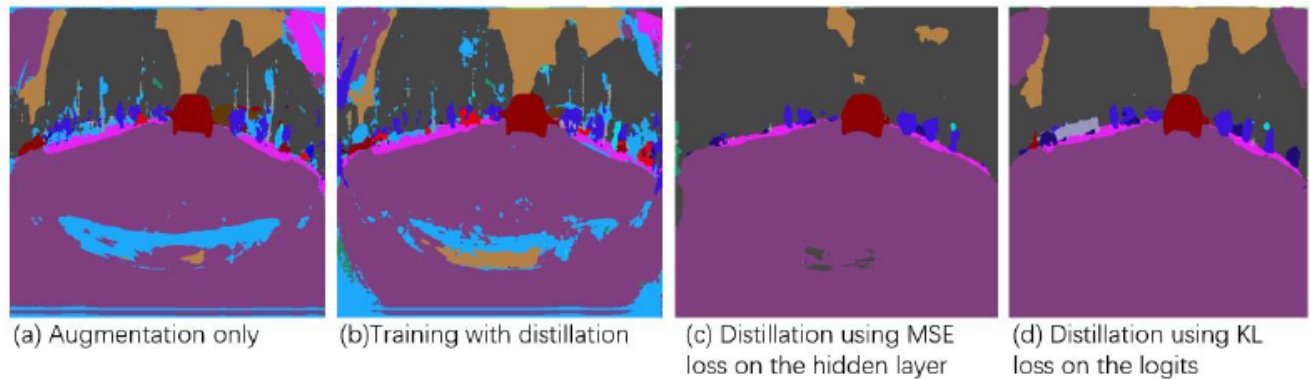 (a) Augmentation only
(b)Training with distillation
(c) Distillation using MSE
loss on the hidden layer
(d) Distillation using KL
loss on the logits